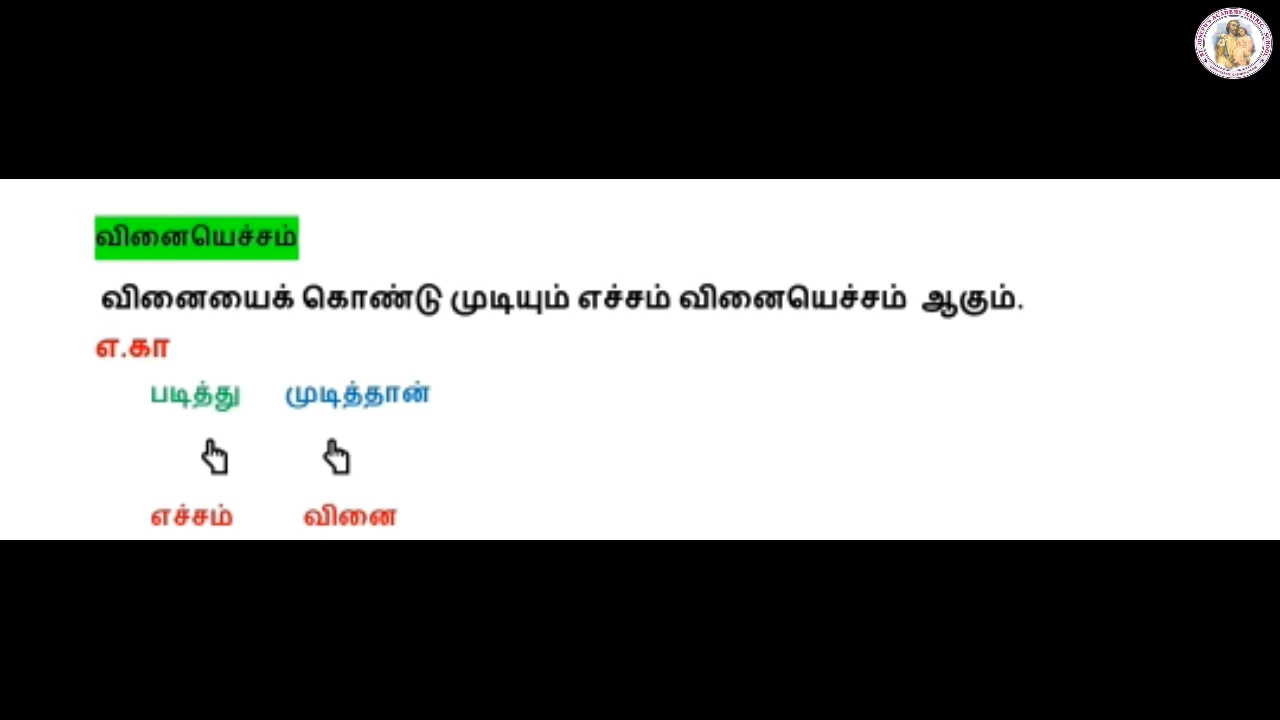 வினையெச்சம்
வினையைக் கொண்டு முடியும் எச்சம் வினையெச்சம் ஆகும்.
எ.கா
படித்து முடித்தான்
எச்சம் வினை